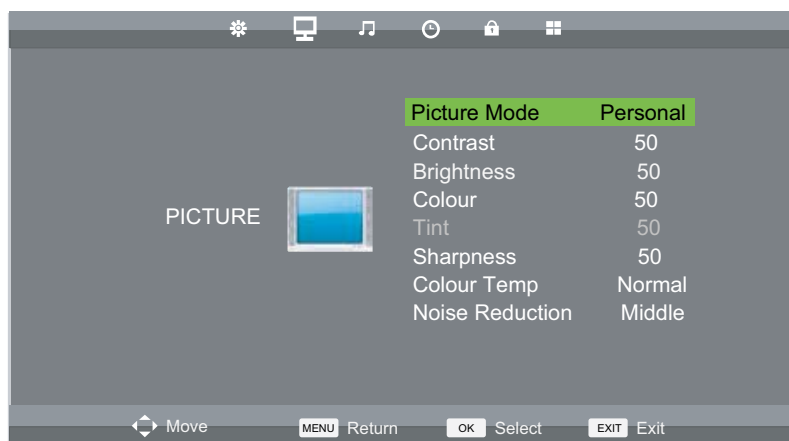 Picture Mode Personal
Contrast 50
Brightness 50
Colour 50
PICTURE
Tint 50
Sharpness 50
Colour Temp Normal
Noise Reduction Middle
Move MENU Return OK Select EXIT Exit